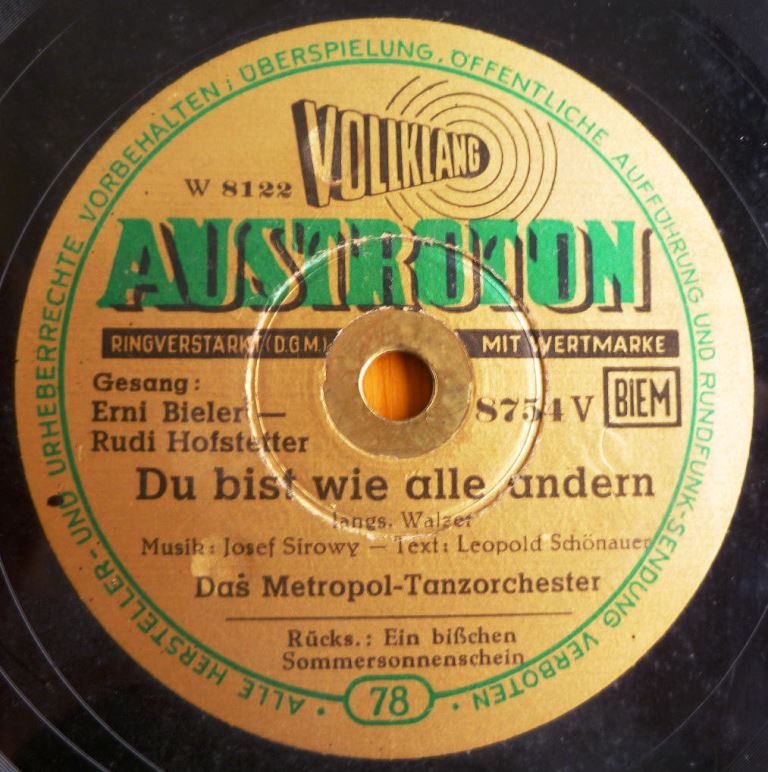 ALLE HERSTELLER- UND URHEBERRECHTE VORBEHALTEN; ÜBERSPIELUNG, ÖFFENTLICHE AUFFÜHRUNG UND RUNDFUNK-SENDUNG VERBOTEN
VOLLKLANG
W 8122
AUSTROTON
RINGVERSTÄRKT (D.G.M.) MIT WERTMARKE
Gesang:
Erni Bieler —
Rudi Hofstetter
8754 V BIEM
Du bist wie alle andern
langs. Walzer
Musik: Josef Sirowy — Text: Leopold Schönauer
Das Metropol-Tanzorchester
Rücks.: Ein bißchen
Sommersonnenschein
78